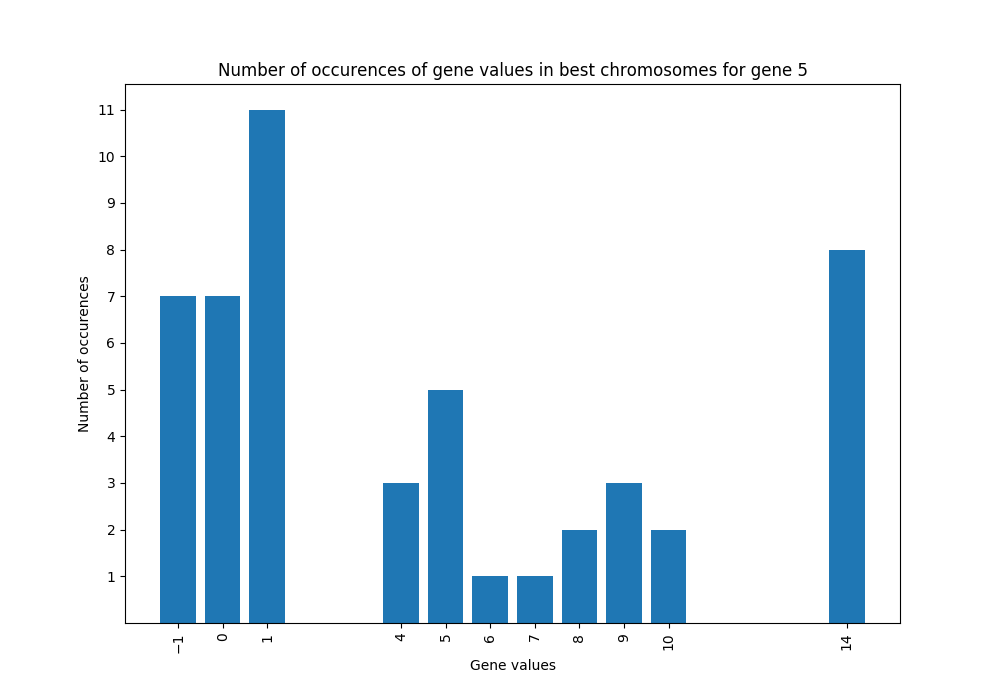 Number of occurences of gene values in best chromosomes for gene 5
11
10
9
8
7
6
5
4
3
2
1
Number of occurences
−1 0 1 4 5 6 7 8 9 10 14
Gene values